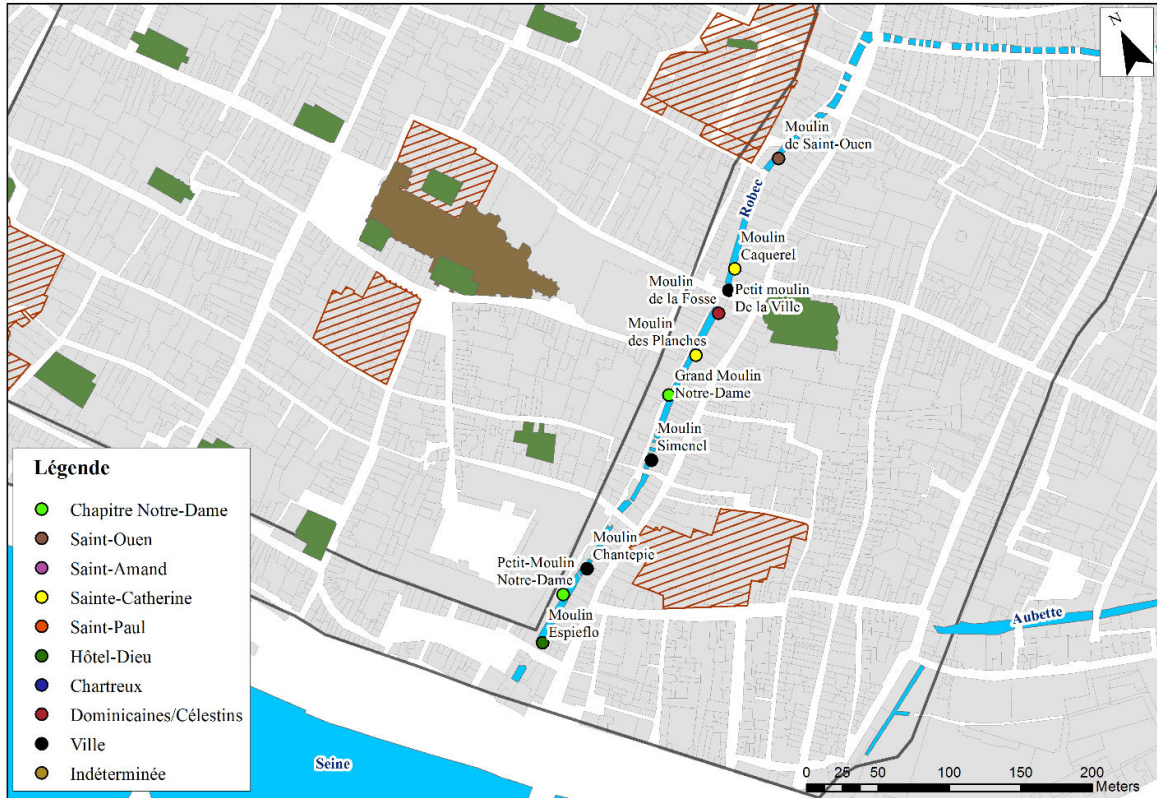 N
Moulin
de Saint-Ouen
Robec
Moulin
Caquerel
Moulin
de la Fosse
Petit moulin
De la Ville
Moulin
des Planches
Grand Moulin
Notre-Dame
Moulin
Simenel
Moulin
Chantepie
Petit-Moulin
Notre-Dame
Moulin
Espieflo
Aubette
Seine
Légende
Chapitre Notre-Dame
Saint-Ouen
Saint-Amand
Sainte-Catherine
Saint-Paul
Hôtel-Dieu
Chartreux
Dominicaines/Célestins
Ville
Indéterminée
0 25 50 100 150 200
Meters